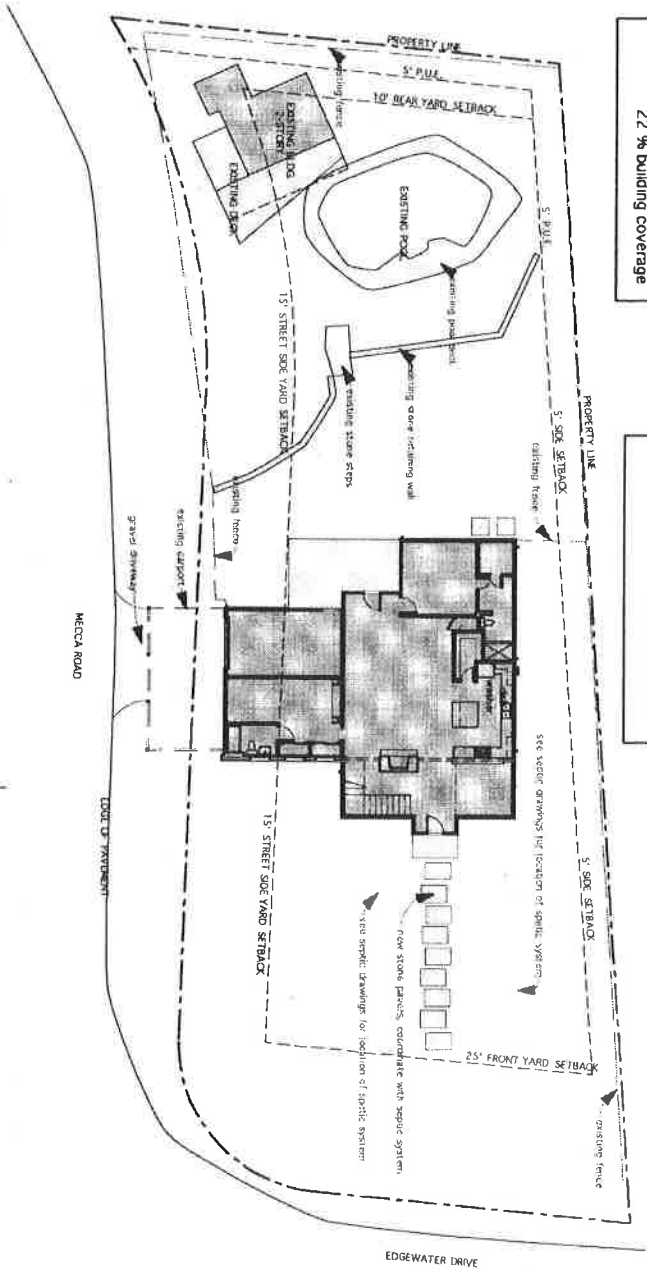 22 % building coverage
PROPERTY LINE
5' P.U.E.
10' REAR YARD SETBACK
existing fence
EXISTING BLDG
2-STORY
EXISTING DECK
EXISTING POOL
5' P.U.E
existing pool deck
existing stone retaining wall
existing stone steps
15' STREET SIDE YARD SETBACK
existing fence
PROPERTY LINE
5' SIDE SETBACK
existing fence
existing carport
gravel driveway
MECCA ROAD
EDGE OF PAVEMENT
see septic drawings for location of spetic system
5' SIDE SETBACK
15' STREET SIDE YARD SETBACK
new stone pavers, coordinate with septic system
see septic drawings for location of spetic system
25' FRONT YARD SETBACK
existing fence
EDGEWATER DRIVE